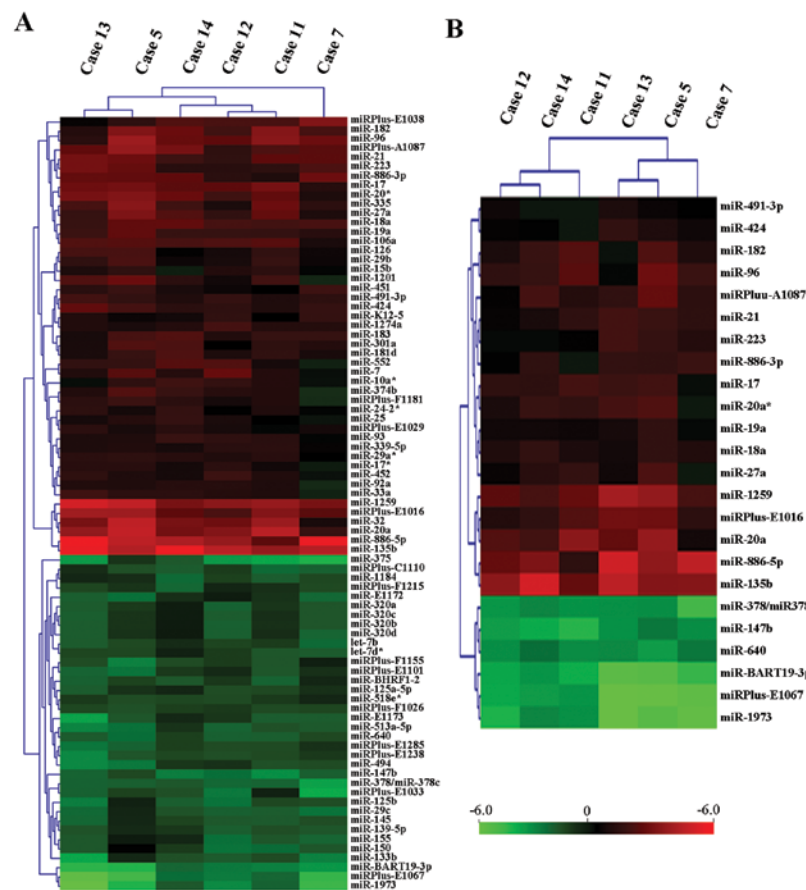 A
Case 13
Case 5
Case 14
Case 12
Case 11
Case 7
miRPlus-E1038
miR-182
miR-96
miRPlus-A1087
miR-21
miR-223
miR-886-3p
miR-17
miR-20*
miR-335
miR-27a
miR-18a
miR-19a
miR-106a
miR-126
miR-29b
miR-15b
miR-1201
miR-451
miR-491-3p
miR-424
miR-K12-5
miR-1274a
miR-183
miR-301a
miR-181d
miR-552
miR-7
miR-10a*
miR-374b
miRPlus-F1181
miR-24-2*
miR-25
miRPlus-E1029
miR-93
miR-339-5p
miR-29a*
miR-17*
miR-452
miR-92a
miR-33a
miR-1259
miRPlus-E1016
miR-32
miR-20a
miR-886-5p
miR-135b
miR-375
miRPlus-C1110
miR-1184
miRPlus-F1215
miR-E1172
miR-320a
miR-320c
miR-320b
miR-320d
let-7b
let-7d*
miRPlus-F1155
miRPlus-E1101
miR-BHRF1-2
miR-125a-5p
miR-518e*
miRPlus-F1026
miR-E1173
miR-513a-5p
miR-640
miRPlus-E1285
miRPlus-E1238
miR-494
miR-147b
miR-378/miR-378c
miRPlus-E1033
miR-125b
miR-29c
miR-145
miR-139-5p
miR-155
miR-150
miR-133b
miR-BART19-3p
miRPlus-E1067
miR-1973
B
Case 12
Case 14
Case 11
Case 13
Case 5
Case 7
miR-491-3p
miR-424
miR-182
miR-96
miRPluu-A1087
miR-21
miR-223
miR-886-3p
miR-17
miR-20a*
miR-19a
miR-18a
miR-27a
miR-1259
miRPlus-E1016
miR-20a
miR-886-5p
miR-135b
miR-378/miR378
miR-147b
miR-640
miR-BART19-3p
miRPlus-E1067
miR-1973
-6.0
0
-6.0